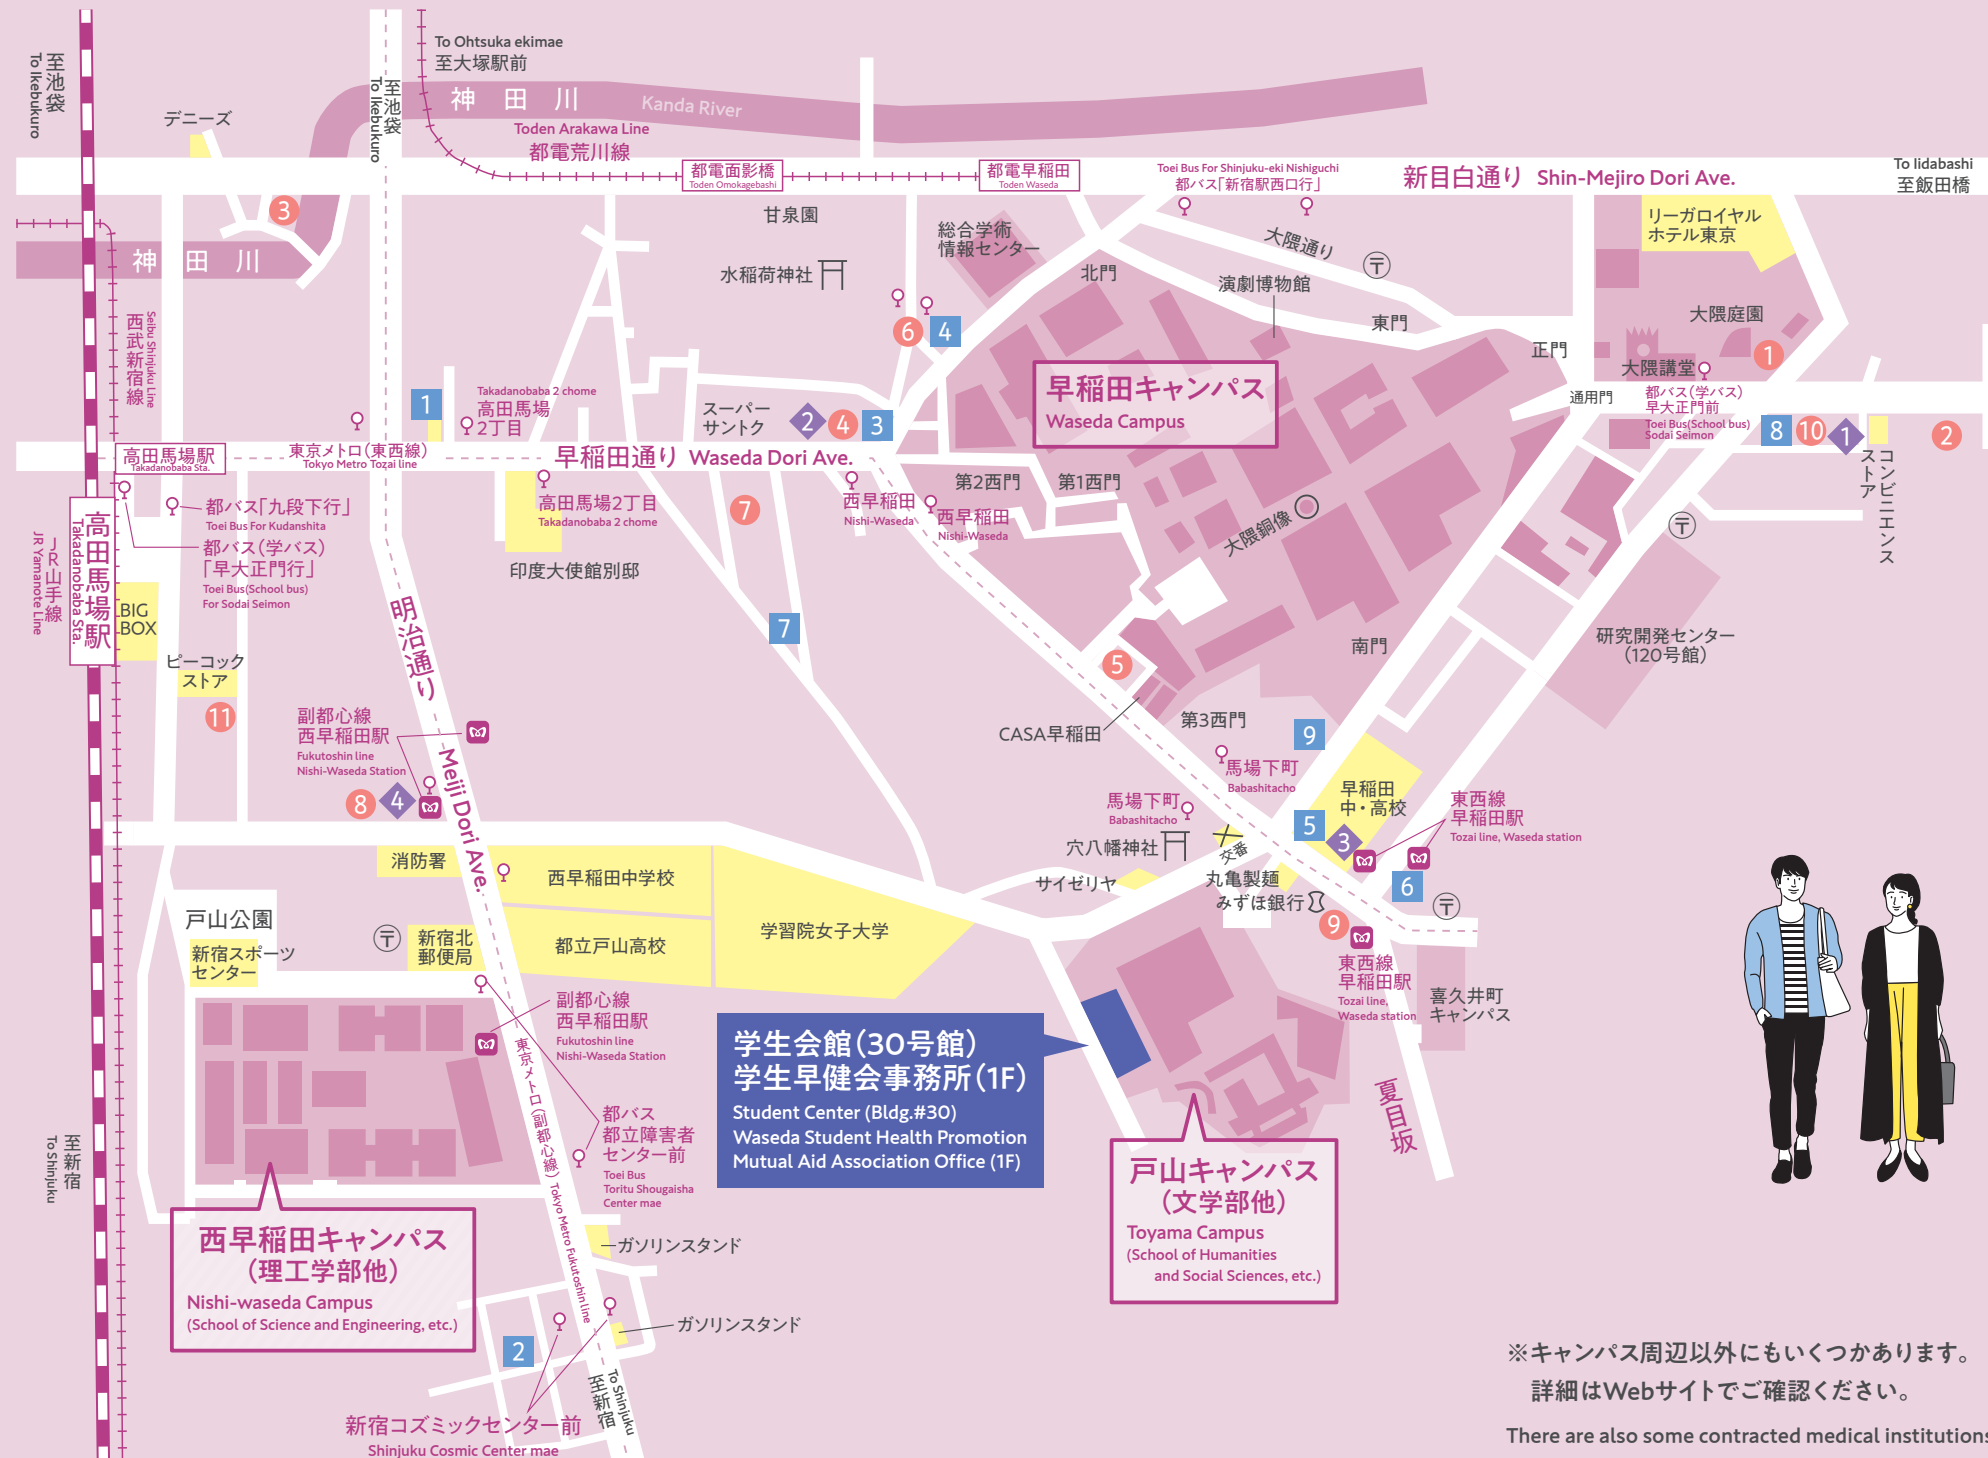 至池袋
To Ikebukuro
デニーズ
至池袋
To Ikebukuro
To Ohtsuka ekimae
至大塚駅前
神田川
Kanda River
Toden Arakawa Line
都電荒川線
都電面影橋
Toden Omokagebashi
都電早稲田
Toden Waseda
Toei Bus For Shinjuku-eki Nishiguchi
都バス「新宿駅西口行」
新目白通り Shin-Mejiro Dori Ave.
To Iidabashi
至飯田橋
3
神田川
甘泉園
水稲荷神社
総合学術
情報センター
北門
大隈通り
〒
演劇博物館
東門
リーガロイヤル
ホテル東京
大隈庭園
1
正門
大隈講堂
通用門
都バス(学バス)
早大正門前
Toei Bus(School bus)
Sodai Seimon
8
10
1
2
コンビニエンス
ストア
西武新宿線
Seibu Shinjuku Line
6
4
早稲田キャンパス
Waseda Campus
1
Takadanobaba 2 chome
高田馬場
2丁目
スーパー
サントク
2
4
3
高田馬場駅
Takadanobaba Sta.
東京メトロ(東西線)
Tokyo Metro Tozai line
早稲田通り Waseda Dori Ave.
高田馬場2丁目
Takadanobaba 2 chome
印度大使館別邸
7
西早稲田
Nishi-Waseda
西早稲田
Nishi-Waseda
第2西門
第1西門
大隈銅像
〒
都バス「九段下行」
Toei Bus For Kudanshita
都バス(学バス)
「早大正門行」
Toei Bus(School bus)
For Sodai Seimon
高田馬場駅
Takadanobaba Sta.
JR山手線
JR Yamanote Line
BIG
BOX
ピーコック
ストア
11
明治通り
Meiji Dori Ave.
7
5
南門
研究開発センター
(120号館)
CASA早稲田
第3西門
9
副都心線
西早稲田駅
Fukutoshin line
Nishi-Waseda Station
8
4
馬場下町
Babashitacho
馬場下町
Babashitacho
早稲田
中・高校
5
3
東西線
早稲田駅
Tozai line, Waseda station
6
〒
穴八幡神社
交番
サイゼリヤ
丸亀製麺
みずほ銀行
9
東西線
早稲田駅
Tozai line,
Waseda station
喜久井町
キャンパス
夏目坂
消防署
西早稲田中学校
都立戸山高校
学習院女子大学
戸山公園
新宿スポーツ
センター
〒
新宿北
郵便局
副都心線
西早稲田駅
Fukutoshin line
Nishi-Waseda Station
東京メトロ(副都心線) Tokyo Metro Fukutoshin line
都バス
都立障害者
センター前
Toei Bus
Toritu Shougaisha
Center mae
学生会館(30号館)
学生早健会事務所(1F)
Student Center (Bldg.#30)
Waseda Student Health Promotion
Mutual Aid Association Office (1F)
戸山キャンパス
(文学部他)
Toyama Campus
(School of Humanities
and Social Sciences, etc.)
至新宿
To Shinjuku
西早稲田キャンパス
(理工学部他)
Nishi-waseda Campus
(School of Science and Engineering, etc.)
ガソリンスタンド
ガソリンスタンド
2
至新宿
To Shinjuku
新宿コズミックセンター前
Shinjuku Cosmic Center mae
※キャンパス周辺以外にもいくつかあります。
詳細はWebサイトでご確認ください。
There are also some contracted medical institutions